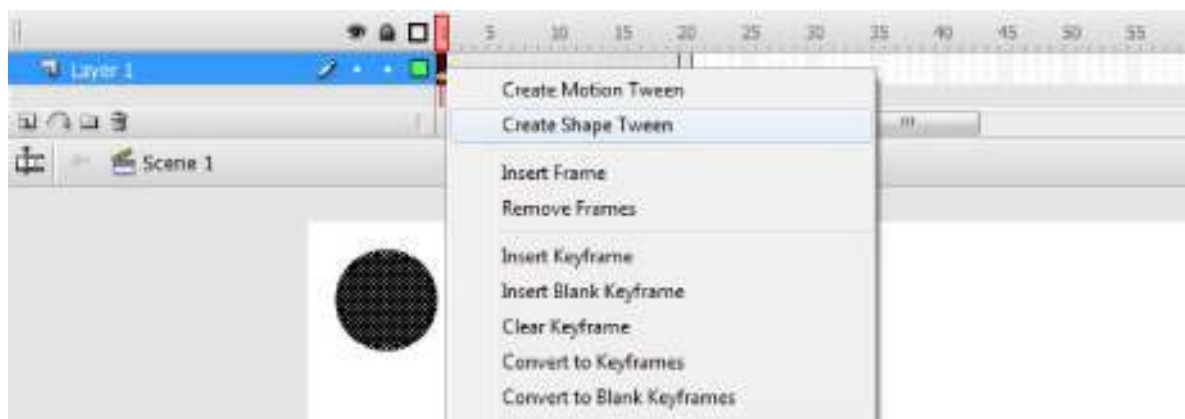 5 10 15 20 25 30 35 40 45 50 55
Layer 1
Create Motion Tween
Create Shape Tween
Scene 1
Insert Frame
Remove Frames
Insert Keyframe
Insert Blank Keyframe
Clear Keyframe
Convert to Keyframes
Convert to Blank Keyframes